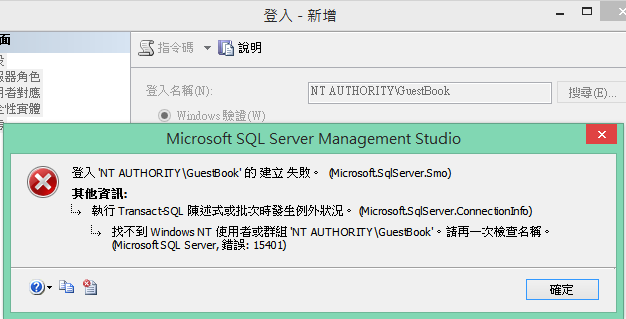 登入 - 新增
面
指令碼
說明
服器角色
用者對應
全性實體
登入名稱(N):
NT AUTHORITY\GuestBook
搜尋(E)...
Windows 驗證(W)
Microsoft SQL Server Management Studio
登入 'NT AUTHORITY\GuestBook' 的 建立 失敗。 (Microsoft.SqlServer.Smo)
其他資訊:
執行 Transact-SQL 陳述式或批次時發生例外狀況。 (Microsoft.SqlServer.ConnectionInfo)
找不到 Windows NT 使用者或群組 'NT AUTHORITY\GuestBook'。請再一次檢查名稱。
(Microsoft SQL Server, 錯誤: 15401)
確定